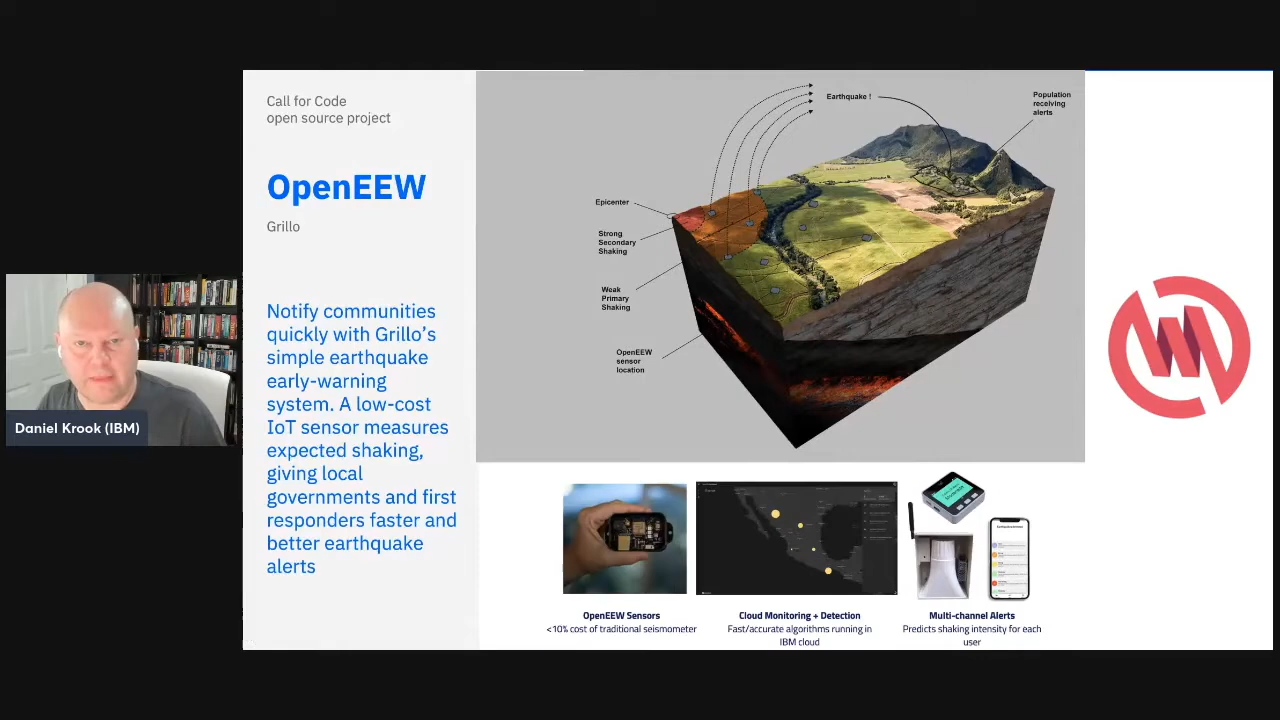 Call for Code
open source project
OpenEEW
Grillo
Notify communities
quickly with Grillo’s
simple earthquake
early-warning
system. A low-cost
IoT sensor measures
expected shaking,
giving local
governments and first
responders faster and
better earthquake
alerts
Earthquake !
Population
receiving
alerts
Epicenter
Strong
Secondary
Shaking
Weak
Primary
Shaking
OpenEEW
sensor
location
OpenEEW Sensors
<10% cost of traditional seismometer
Cloud Monitoring + Detection
Fast/accurate algorithms running in
IBM cloud
Multi-channel Alerts
Predicts shaking intensity for each
user
Daniel Krook (IBM)